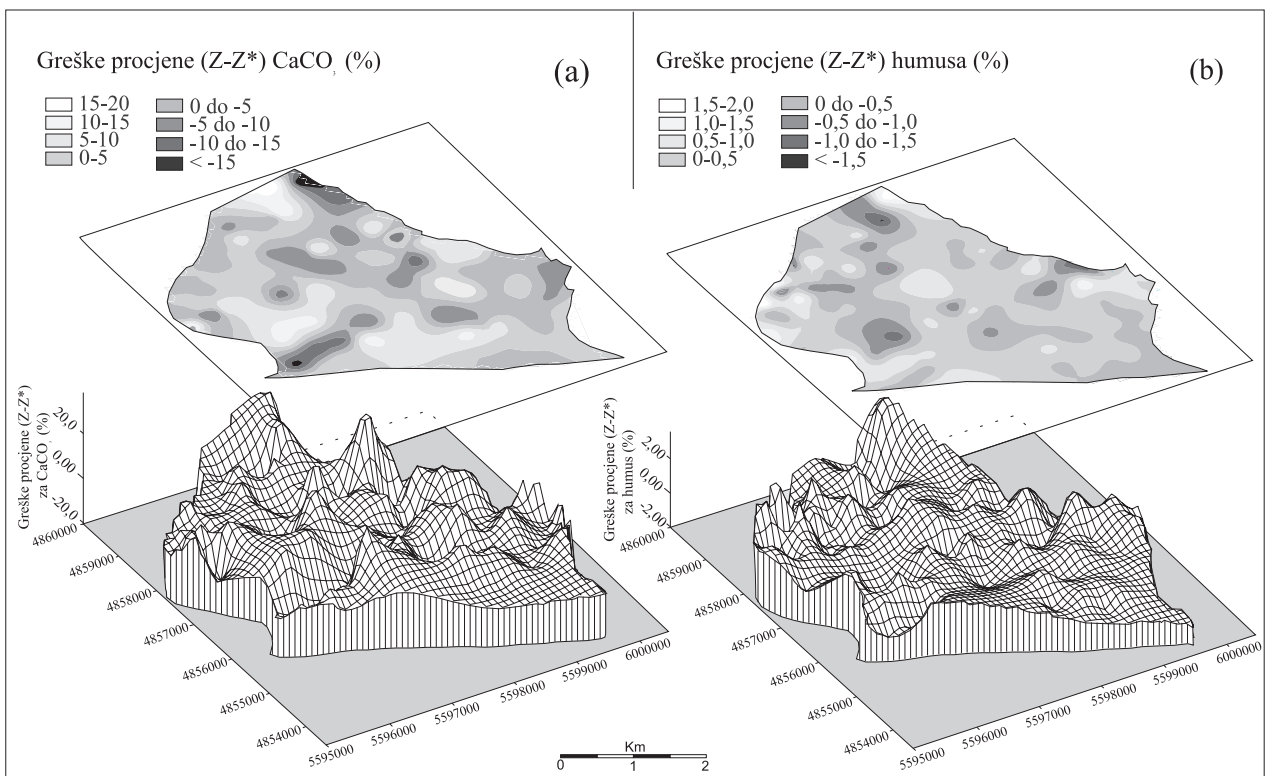 Greške procjene (Z-Z*) CaCO3 (%)
(a)
15-20
10-15
5-10
0-5
0 do -5
-5 do -10
-10 do -15
< -15
Greške procjene (Z-Z*) humusa (%)
(b)
1,5-2,0
1,0-1,5
0,5-1,0
0-0,5
0 do -0,5
-0,5 do -1,0
-1,0 do -1,5
< -1,5
Greške procjene (Z-Z*)
za CaCO3 (%)
20,0
0,00
-20,0
4860000
4859000
4858000
4857000
4856000
4855000
4854000
5595000
5596000
5597000
5598000
5599000
6000000
Greške procjene (Z-Z*)
za humus (%)
2,00
0,00
-2,00
4860000
4859000
4858000
4857000
4856000
4855000
4854000
5595000
5596000
5597000
5598000
5599000
6000000
Km
0 1 2